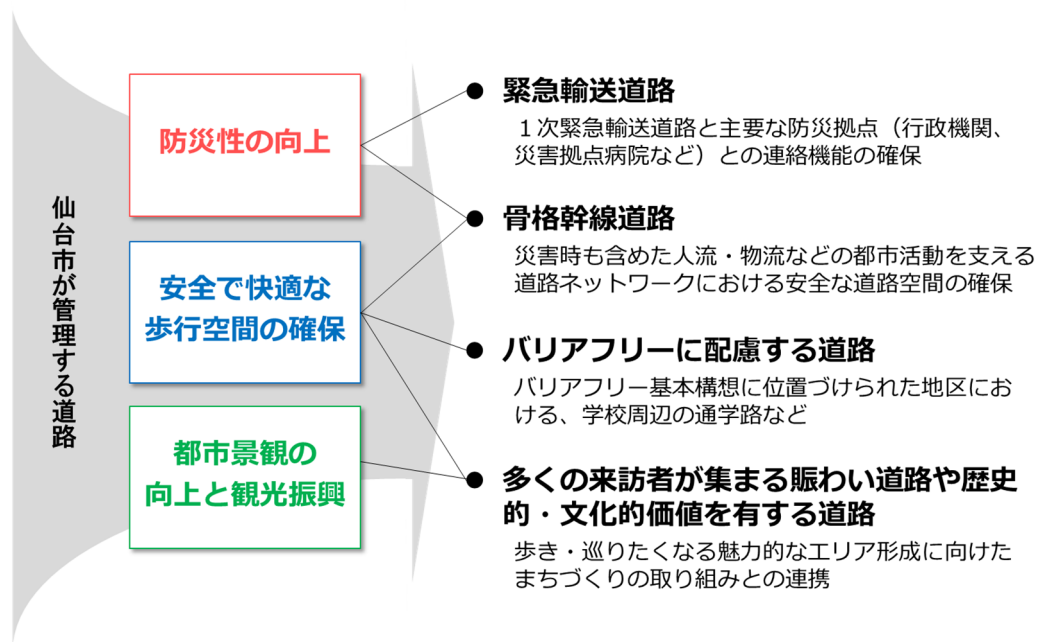 仙台市が管理する道路
防災性の向上
安全で快適な
歩行空間の確保
都市景観の
向上と観光振興
● 緊急輸送道路
１次緊急輸送道路と主要な防災拠点（行政機関、
災害拠点病院など）との連絡機能の確保
● 骨格幹線道路
災害時も含めた人流・物流などの都市活動を支える
道路ネットワークにおける安全な道路空間の確保
● バリアフリーに配慮する道路
バリアフリー基本構想に位置づけられた地区にお
ける、学校周辺の通学路など
● 多くの来訪者が集まる賑わい道路や歴史
的・文化的価値を有する道路
歩き・巡りたくなる魅力的なエリア形成に向けた
まちづくりの取り組みとの連携